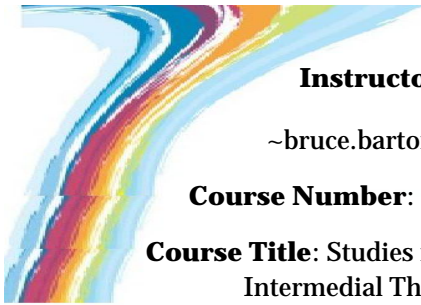 Instructo
~bruce.barto
Course Number:
Course Title: Studies
Intermedial Th